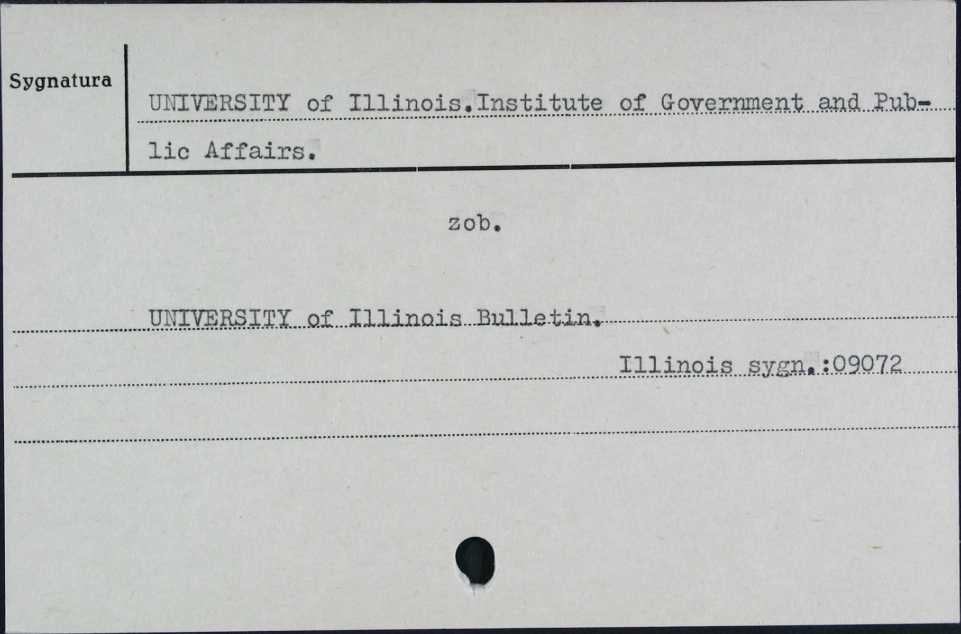 Sygnatura
UNIVERSITY of Illinois.Institute of Government and Pub-
lic Affairs.
zob.
UNIVERSITY of Illinois Bulletin.
Illinois sygn.:09072